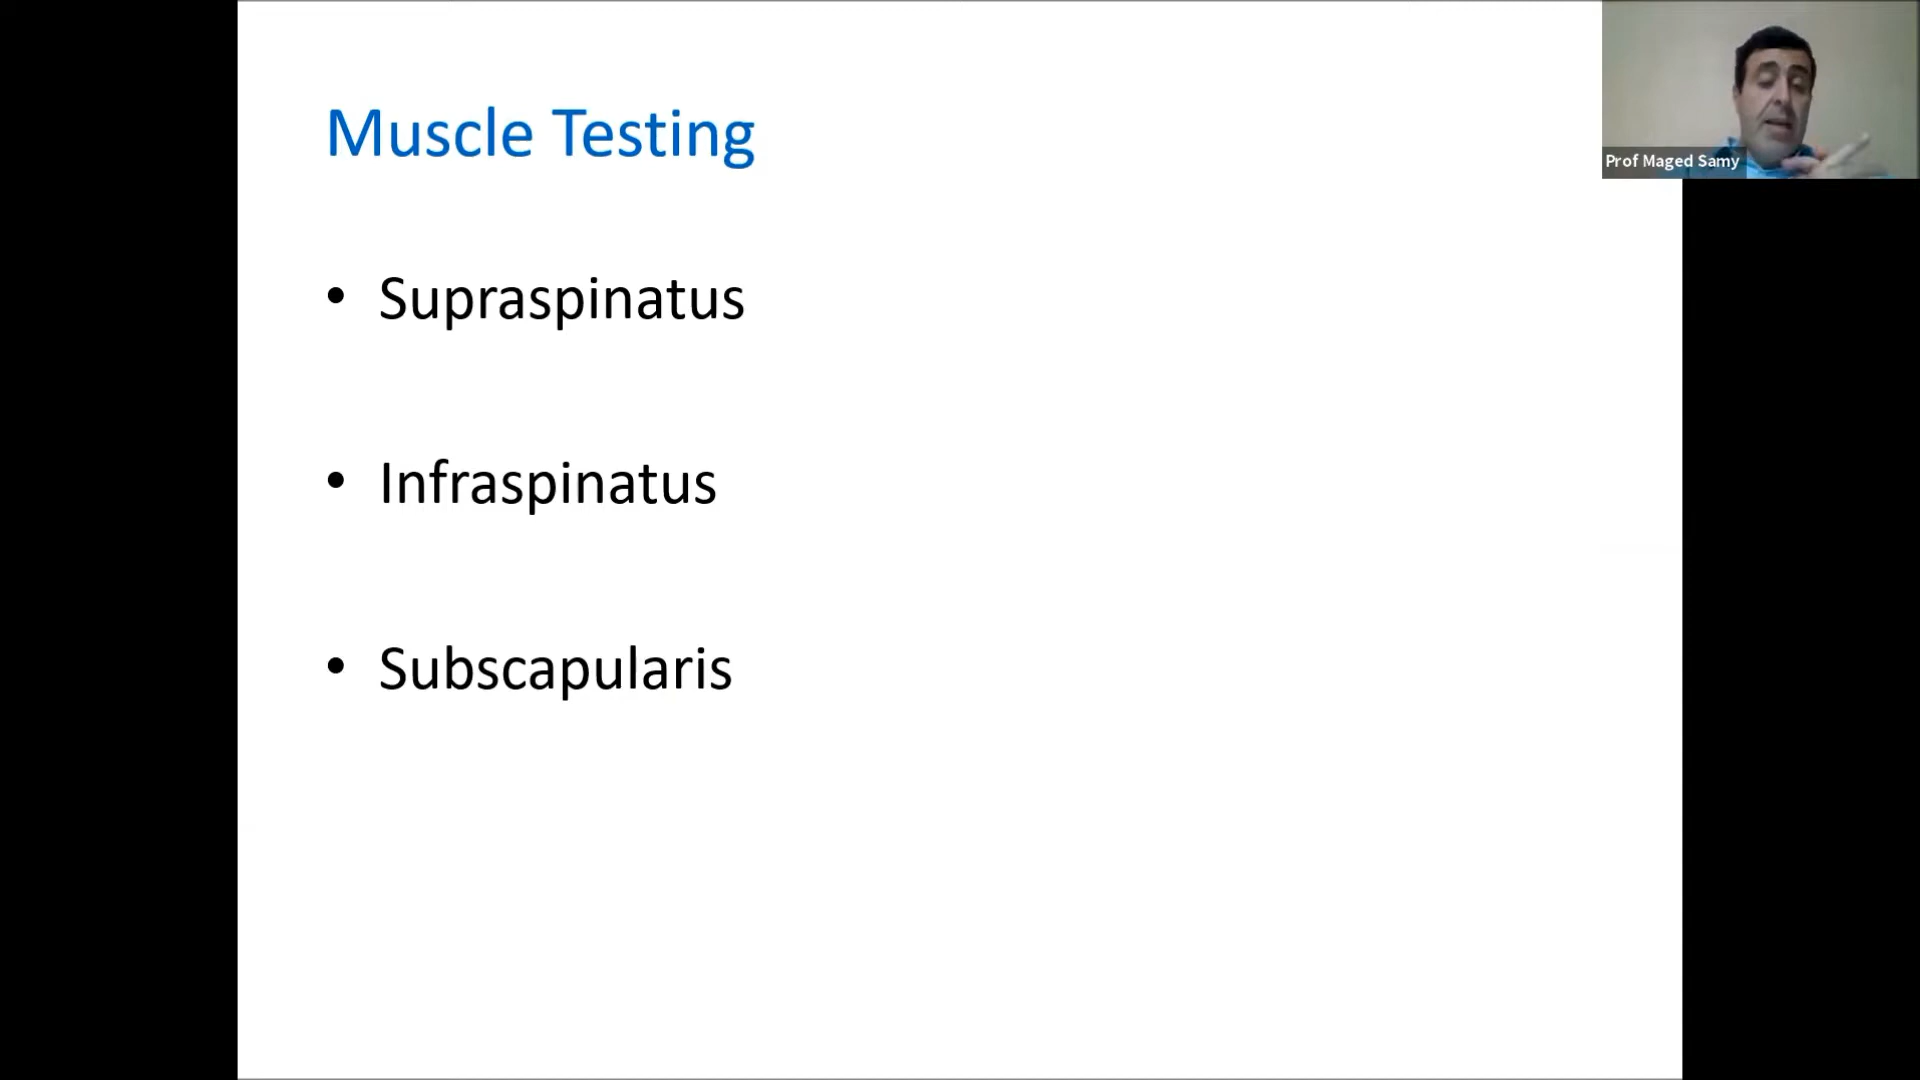 Muscle Testing
• Supraspinatus
• Infraspinatus
• Subscapularis
Prof Maged Samy